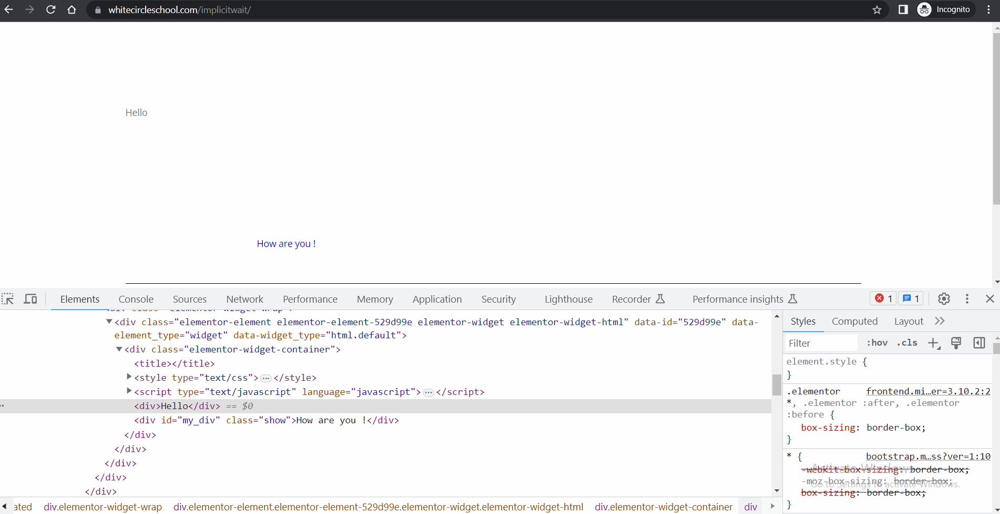 whitecircleschool.com/implicitwait/
Incognito
Hello
How are you !
Elements Console Sources Network Performance Memory Application Security Lighthouse Recorder Performance insights 1 1
<div class="elementor-element elementor-element-529d99e elementor-widget elementor-widget-html" data-id="529d99e" data-
element_type="widget" data-widget_type="html.default">
<div class="elementor-widget-container">
<title></title>
<style type="text/css">…</style>
<script type="text/javascript" language="javascript">…</script>
<div>Hello</div> == $0
<div id="my_div" class="show">How are you !</div>
</div>
</div>
</div>
</div>
</div>
ated div.elementor-widget-wrap div.elementor-element.elementor-element-529d99e.elementor-widget.elementor-widget-html div.elementor-widget-container div
Styles Computed Layout
Filter :hov .cls
element.style {
}
.elementor frontend.mi…er=3.10.2:2
*, .elementor :after, .elementor
:before {
box-sizing: border-box;
}
* { bootstrap.m…ss?ver=1:10
-webkit-box-sizing: border-box;
-moz-box-sizing: border-box;
box-sizing: border-box;
}
Activate Windows
Go to Settings to activate Windows.